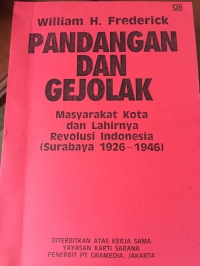 William H. Frederick
PANDANGAN
DAN
GEJOLAK
Masyarakat Kota
dan Lahirnya
Revolusi Indonesia
(Surabaya 1926–1946)
DITERBITKAN ATAS KERJA SAMA
YAYASAN KARTI SARANA
PENERBIT PT GRAMEDIA, JAKARTA